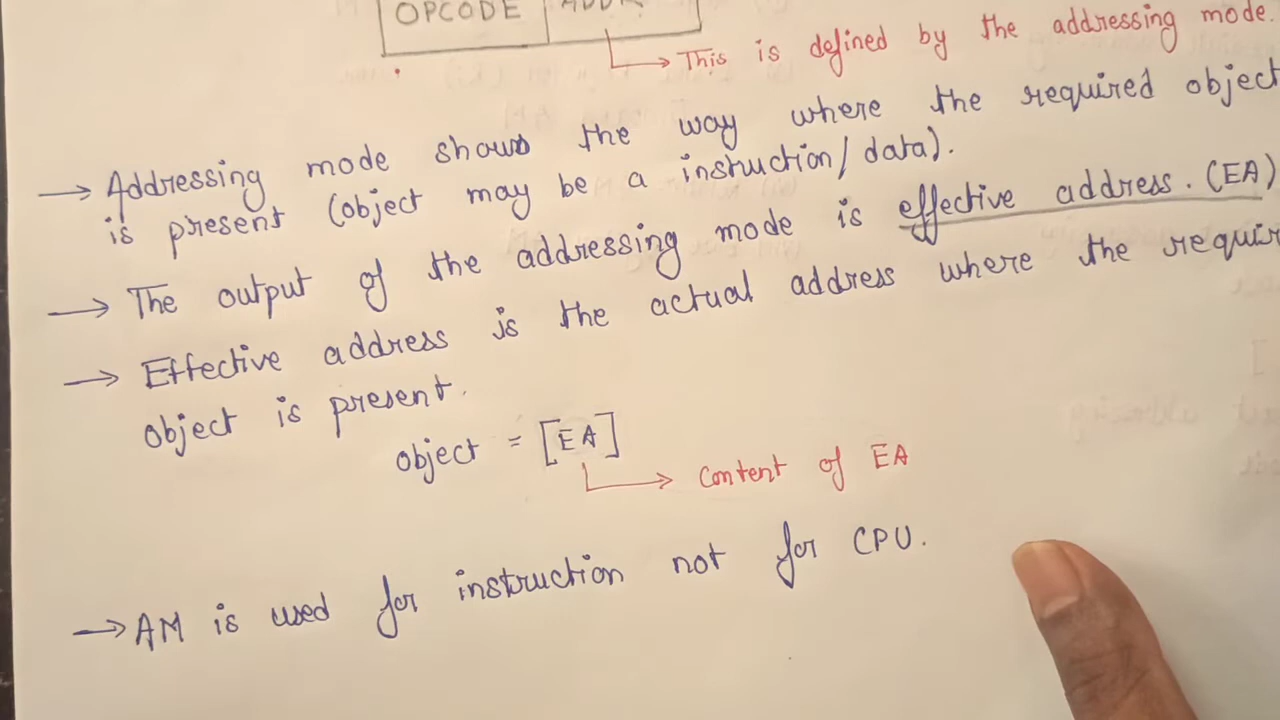 OPCODE
This is defined by the addressing mode.
→ Addressing mode shows the way where the required object
is present (object may be a instruction/data).
→ The output of the addressing mode is effective address. (EA)
→ Effective address is the actual address where the
object is present.
object = [EA]
content of EA
→ AM is used for instruction not for CPU.